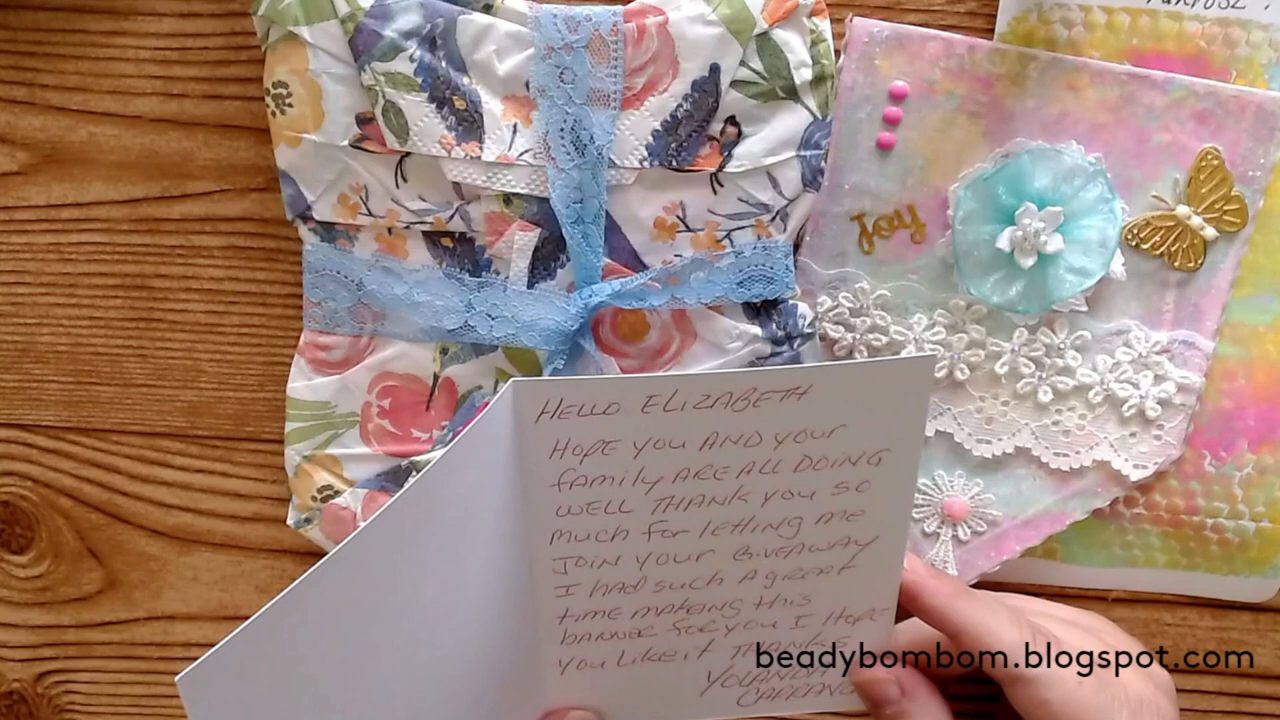 Joy
HELLO ELIZABETH
HOPE YOU AND YOUR
family ARE ALL DOING
WELL THANK YOU SO
much for letting me
JOIN YOUR GIVEAWAY
I HAD such A GREAT
time making this
banner for you I HOPE
you Like it THANKS
YOLANDA
beadybombom.blogspot.com